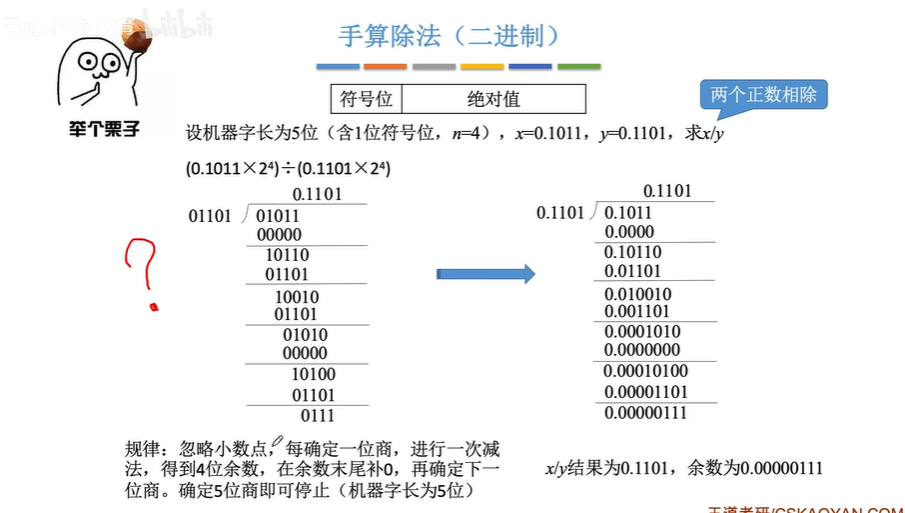 bilibili
手算除法（二进制）
举个栗子
符号位 绝对值
两个正数相除
设机器字长为5位（含1位符号位，n=4），x=0.1011，y=0.1101，求x/y
(0.1011×2⁴)÷(0.1101×2⁴)
0.1101
01101 01011
00000
10110
01101
10010
01101
01010
00000
10100
01101
0111
?
0.1101
0.1101 0.1011
0.0000
0.10110
0.01101
0.010010
0.001101
0.0001010
0.0000000
0.00010100
0.00001101
0.00000111
规律：忽略小数点，每确定一位商，进行一次减
法，得到4位余数，在余数末尾补0，再确定下一
位商。确定5位商即可停止（机器字长为5位）
x/y结果为0.1101，余数为0.00000111
王道考研/CSKAOYAN.COM